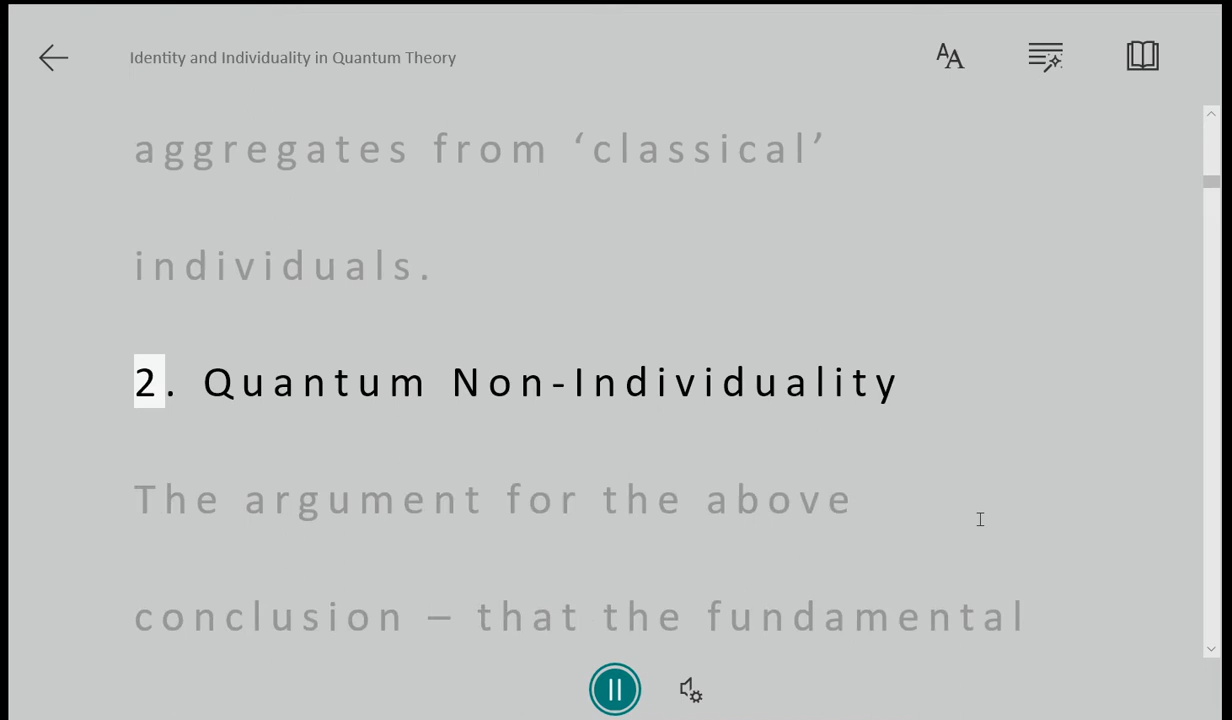 Identity and Individuality in Quantum Theory
aggregates from ‘classical’
individuals.
2. Quantum Non-Individuality
The argument for the above
conclusion – that the fundamental